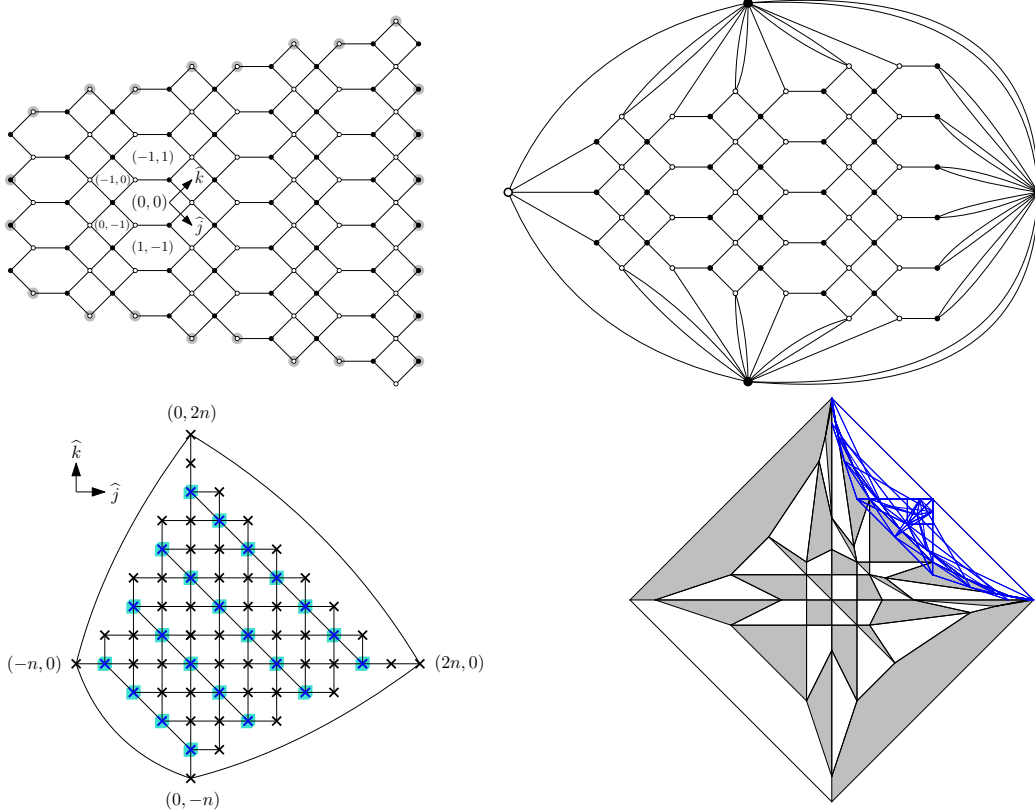 (-1, 1)
k̂
(-1, 0)
(0, 0)
(0, -1)
ĵ
(1, -1)
(0, 2n)
k̂
ĵ
(-n, 0)
(2n, 0)
(0, -n)